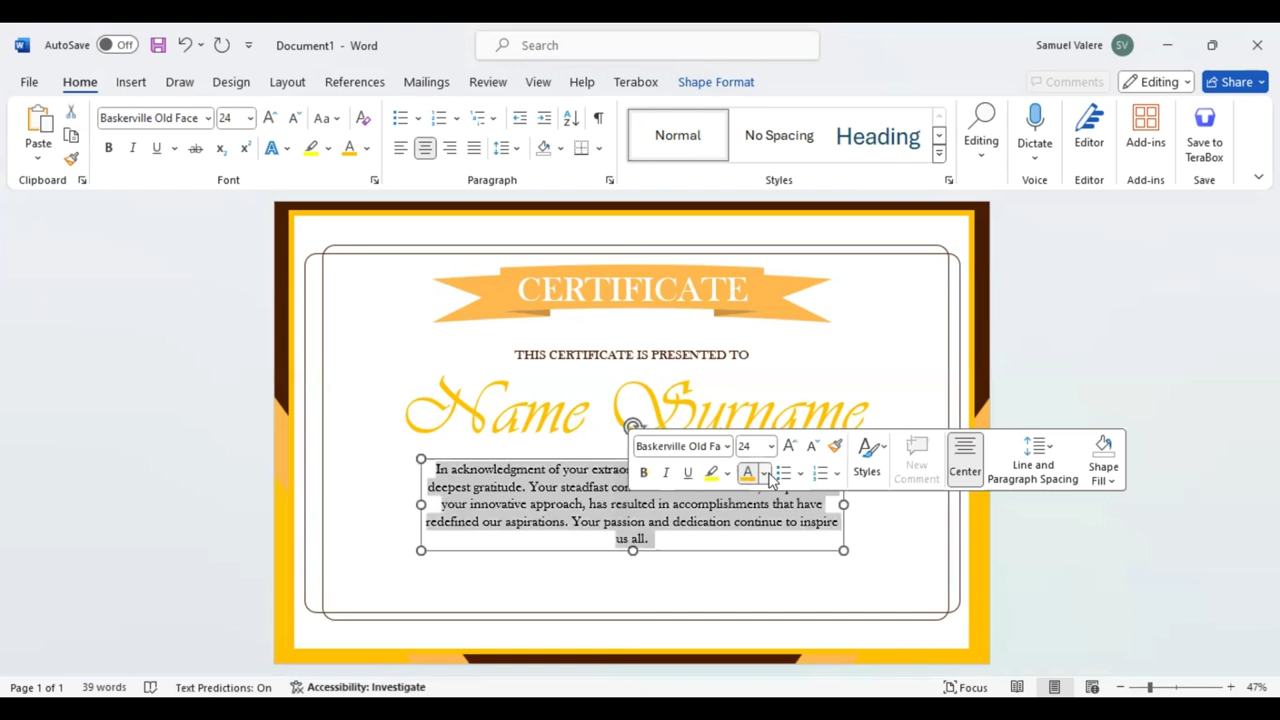 AutoSave Off Document1 - Word Search Samuel Valere SV
File Home Insert Draw Design Layout References Mailings Review View Help Terabox Shape Format Comments Editing Share
Paste Baskerville Old Face 24 Normal No Spacing Heading Editing Dictate Editor Add-ins Save to TeraBox
Clipboard Font Paragraph Styles Voice Editor Add-ins Save
CERTIFICATE
THIS CERTIFICATE IS PRESENTED TO
Name Surname
Baskerville Old Fa 24 Styles New Comment Center Line and Paragraph Spacing Shape Fill
In acknowledgment of your
deepest gratitude. Your steadfast
your innovative approach, has resulted in accomplishments that have
redefined our aspirations. Your passion and dedication continue to inspire
us all.
Page 1 of 1 39 words Text Predictions: On Accessibility: Investigate Focus 47%